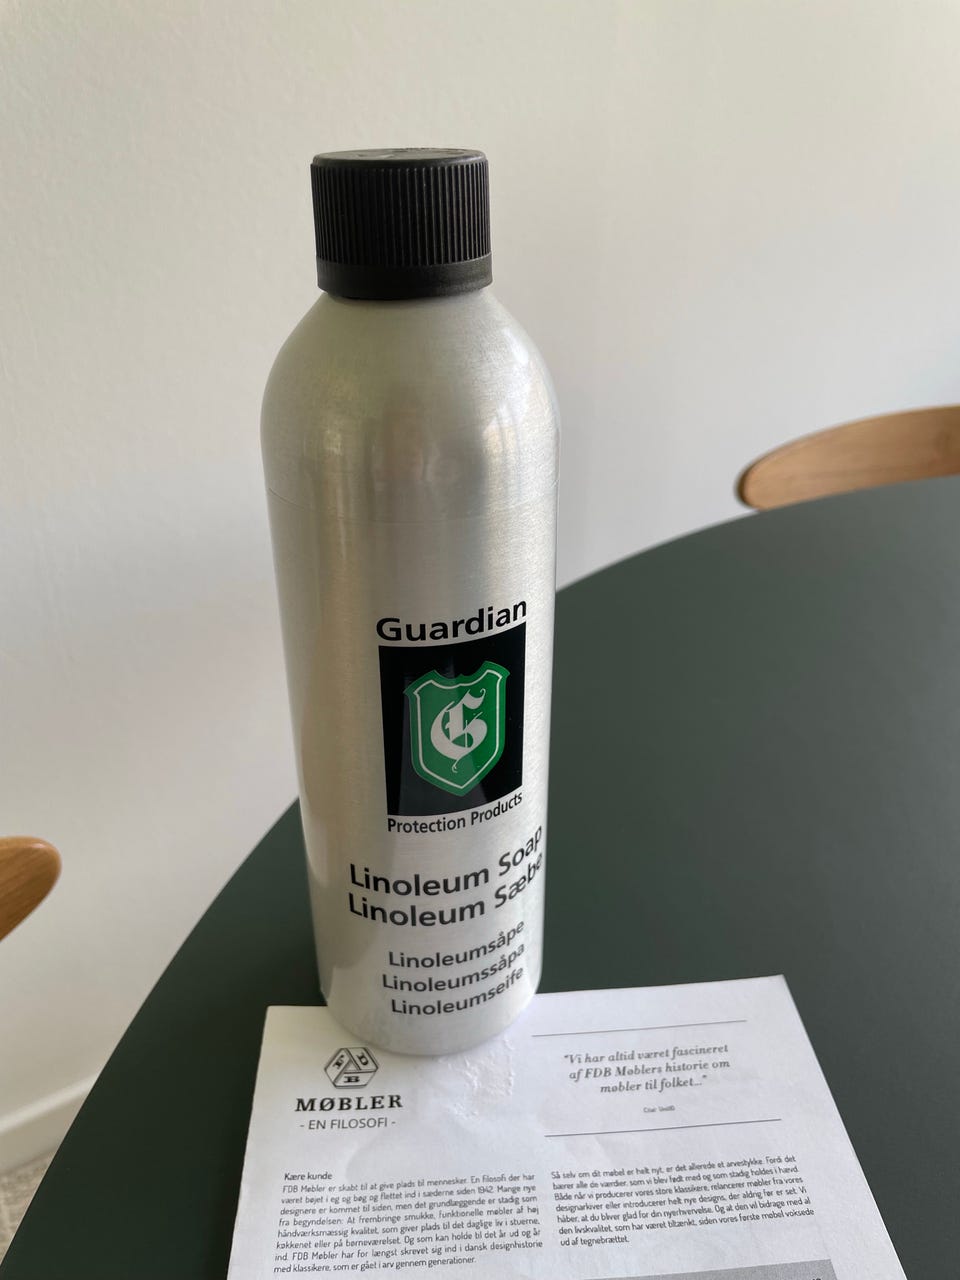 Guardian
G
Protection Products
Linoleum Soap
Linoleum Sæbe
Linoleumsåpe
Linoleumssåpa
Linoleumseife
FDB
MØBLER
- EN FILOSOFI -
Kære kunde
FDB Møbler er skabt til at give plads til mennesker. En filosofi der har
været bøjet i eg og bøg og flettet ind i sæderne siden 1942. Mange nye
designere er kommet til siden, men det grundlæggende er stadig som
fra begyndelsen: At frembringe smukke, funktionelle møbler af høj
håndværksmæssig kvalitet, som giver plads til det daglige liv i stuerne,
køkkenet eller på børneværelset. Og som kan holde til det år ud og år
ind. FDB Møbler har for længst skrevet sig ind i dansk designhistorie
med klassikere, som er gået i arv gennem generationer.
"Vi har altid været fascineret
af FDB Møblers historie om
møbler til folket..."
Så selv om dit møbel er helt nyt, er det allerede et arvestykke. Fordi det
bærer alle de værdier, som vi blev født med og som stadig holdes i hævd.
Både når vi producerer vores store klassikere, relancerer møbler fra vores
designarkiver eller introducerer helt nye designs, der aldrig før er set. Vi
håber, at du bliver glad for din nyerhvervelse. Og at den vil bidrage med al
den livskvalitet, som har været tiltænkt, siden vores første møbel voksede
ud af tegnebrættet.